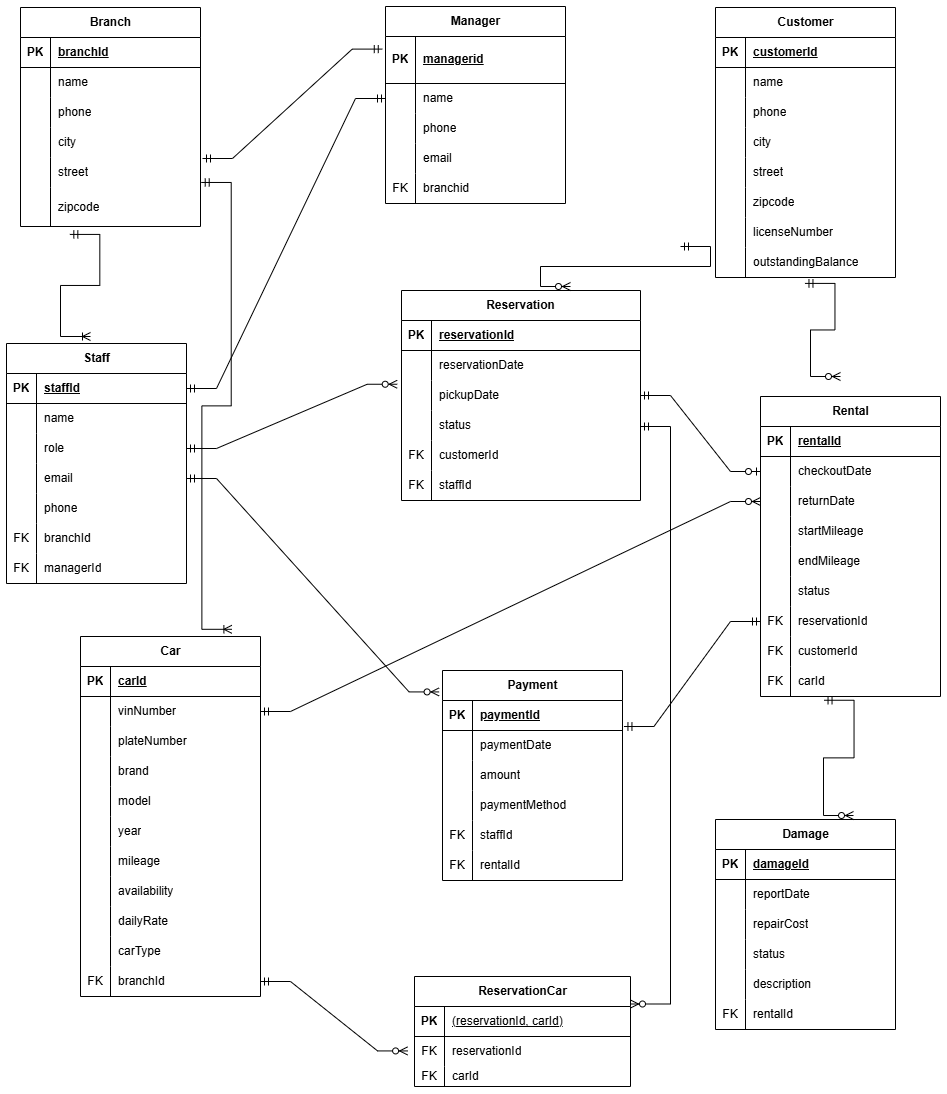 Branch
PK branchId
name
phone
city
street
zipcode
Manager
PK managerid
name
phone
email
FK branchid
Customer
PK customerId
name
phone
city
street
zipcode
licenseNumber
outstandingBalance
Reservation
PK reservationId
reservationDate
pickupDate
status
FK customerId
FK staffId
Staff
PK staffId
name
role
email
phone
FK branchId
FK managerId
Rental
PK rentalId
checkoutDate
returnDate
startMileage
endMileage
status
FK reservationId
FK customerId
FK carId
Car
PK carId
vinNumber
plateNumber
brand
model
year
mileage
availability
dailyRate
carType
FK branchId
Payment
PK paymentId
paymentDate
amount
paymentMethod
FK staffId
FK rentalId
Damage
PK damageId
reportDate
repairCost
status
description
FK rentalId
ReservationCar
PK (reservationId, carId)
FK reservationId
FK carId